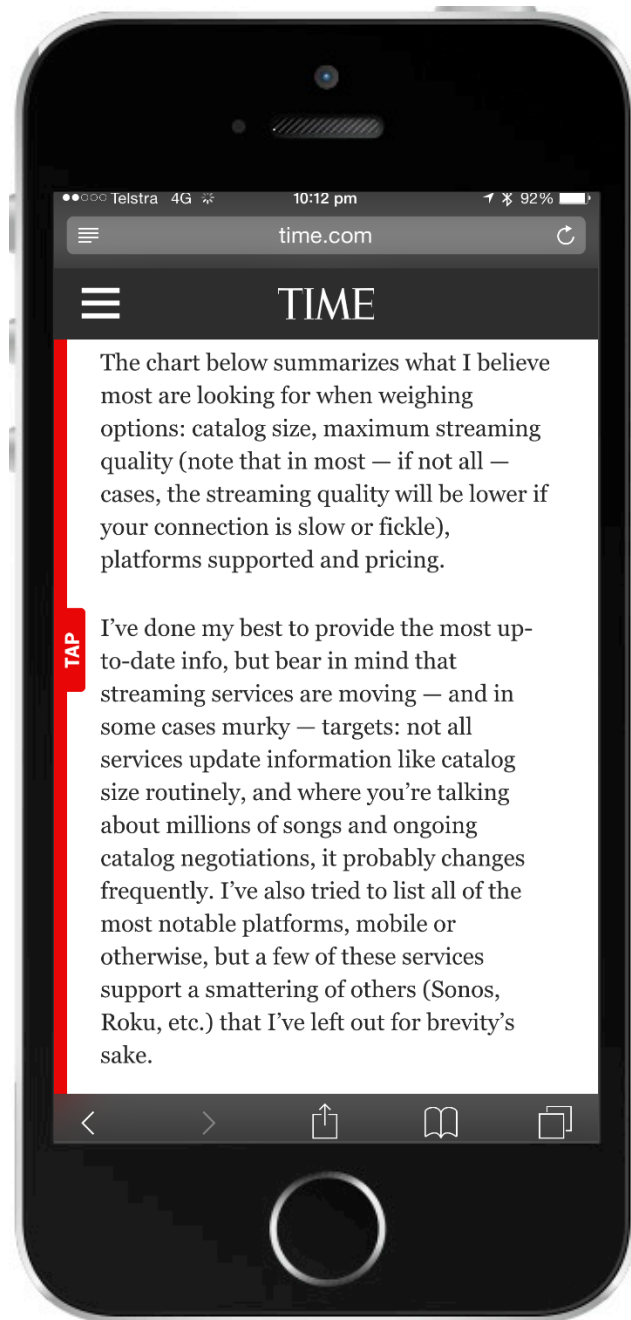 Telstra 4G 10:12 pm 92%
time.com
TIME
The chart below summarizes what I believe
most are looking for when weighing
options: catalog size, maximum streaming
quality (note that in most — if not all —
cases, the streaming quality will be lower if
your connection is slow or fickle),
platforms supported and pricing.
TAP
I’ve done my best to provide the most up-
to-date info, but bear in mind that
streaming services are moving — and in
some cases murky — targets: not all
services update information like catalog
size routinely, and where you’re talking
about millions of songs and ongoing
catalog negotiations, it probably changes
frequently. I’ve also tried to list all of the
most notable platforms, mobile or
otherwise, but a few of these services
support a smattering of others (Sonos,
Roku, etc.) that I’ve left out for brevity’s
sake.